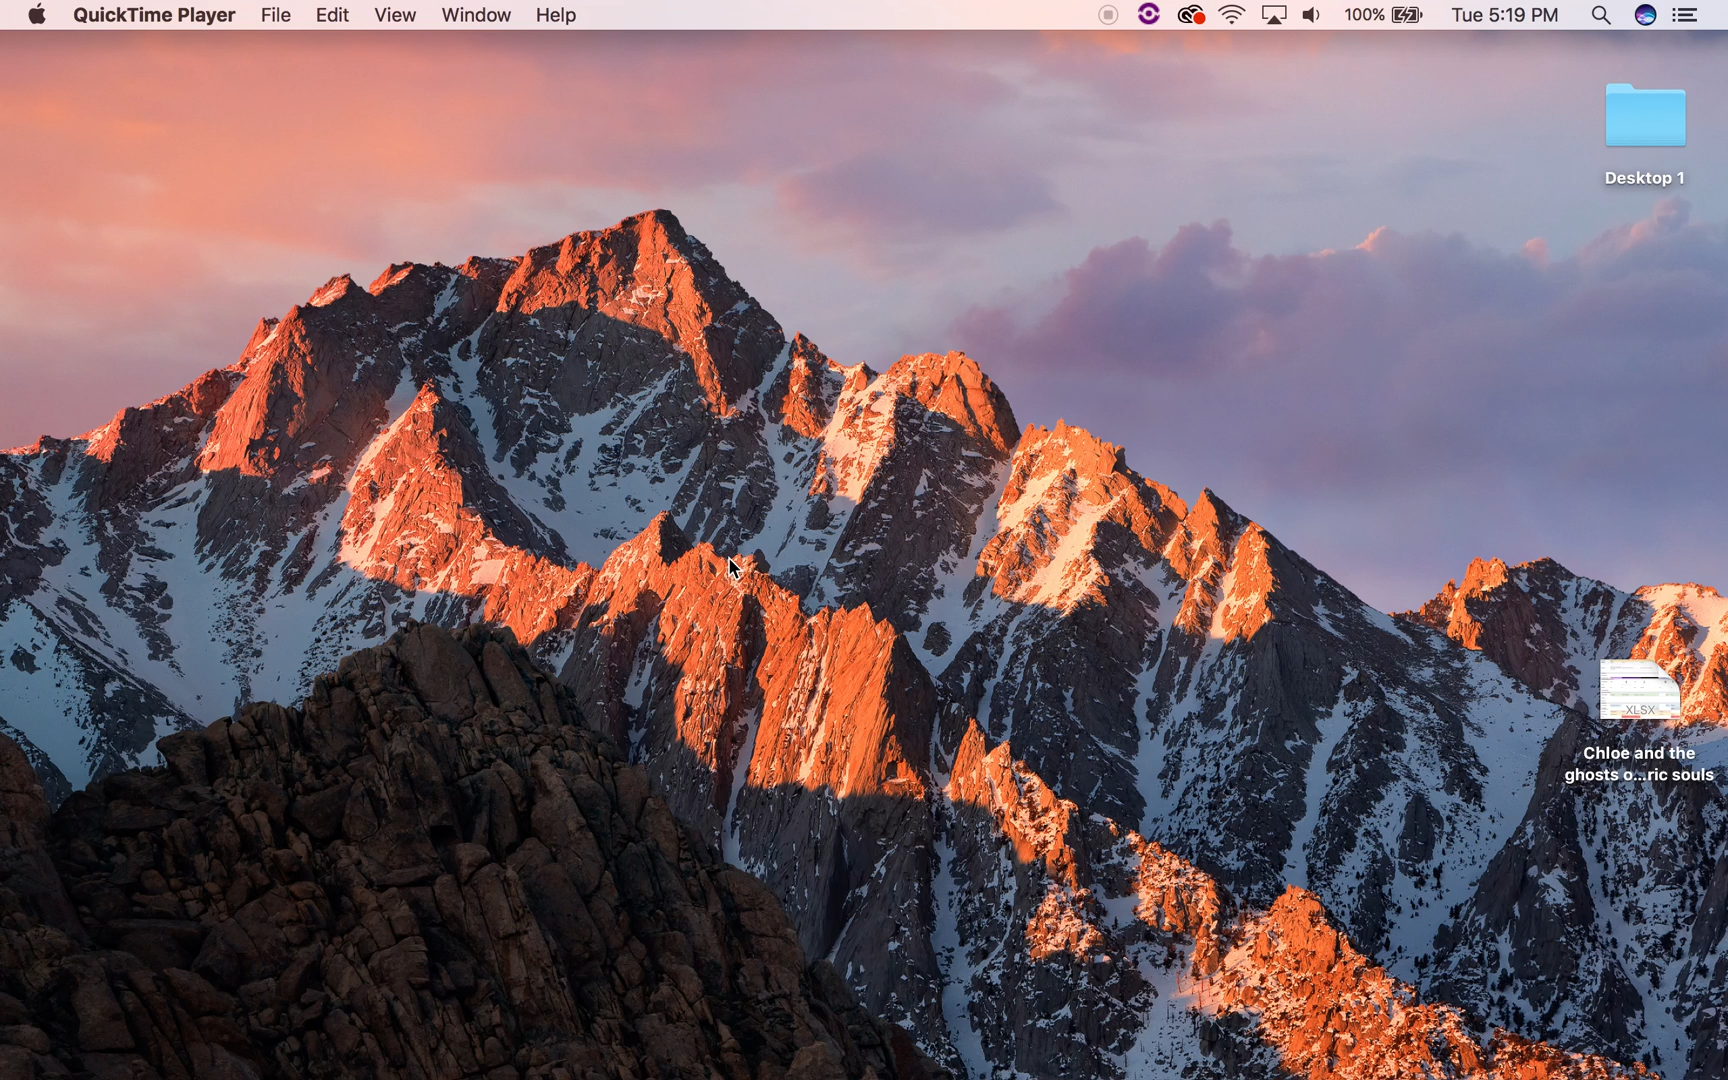 QuickTime Player File Edit View Window Help 100% Tue 5:19 PM
Desktop 1
XLSX
Chloe and the
ghosts o...ric souls